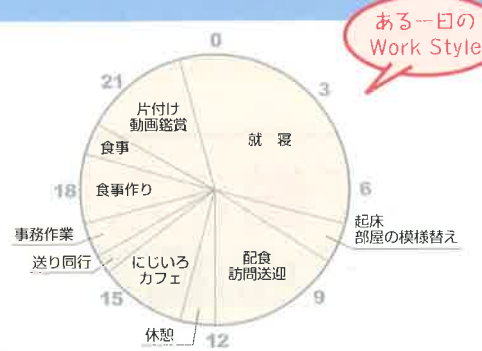 ある一日の
Work Style
0
3
6
9
12
15
18
21
就 寝
起床
部屋の模様替え
配食
訪問送迎
休憩
にじいろ
カフェ
送り同行
事務作業
食事作り
食事
片付け
動画鑑賞